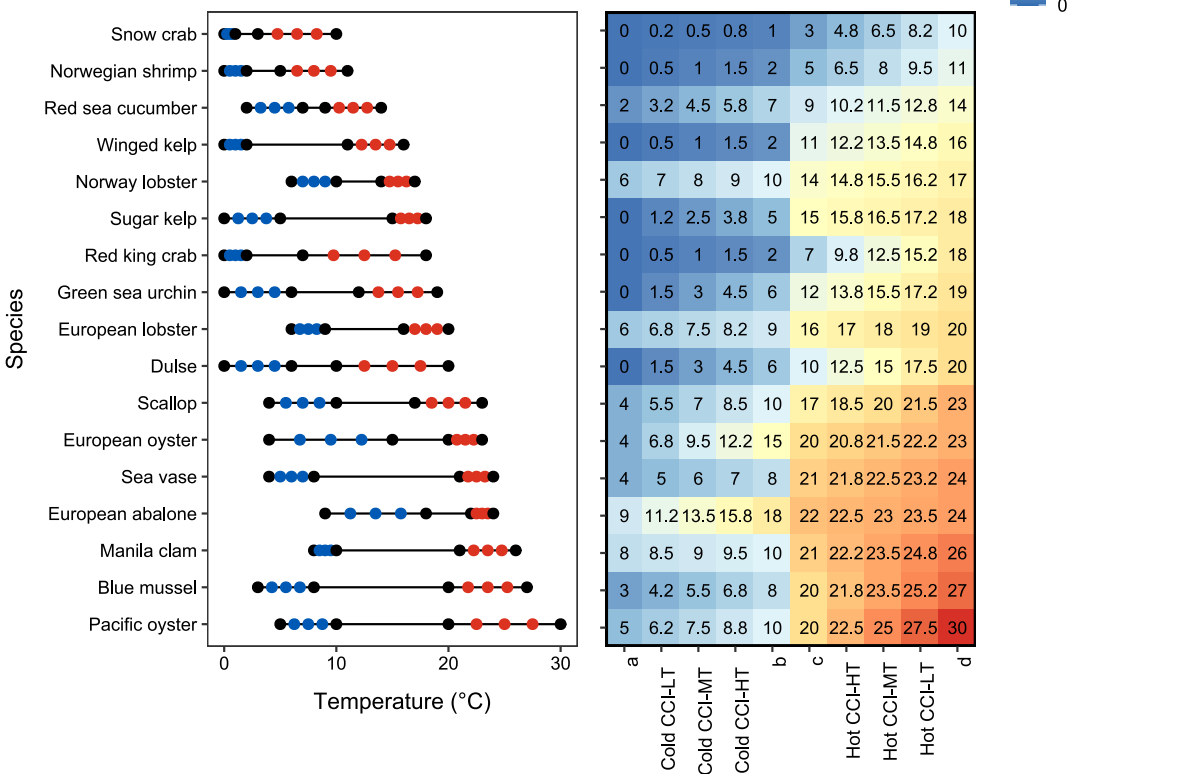 0
Snow crab 0 0.2 0.5 0.8 1 3 4.8 6.5 8.2 10
Norwegian shrimp 0 0.5 1 1.5 2 5 6.5 8 9.5 11
Red sea cucumber 2 3.2 4.5 5.8 7 9 10.2 11.5 12.8 14
Winged kelp 0 0.5 1 1.5 2 11 12.2 13.5 14.8 16
Norway lobster 6 7 8 9 10 14 14.8 15.5 16.2 17
Sugar kelp 0 1.2 2.5 3.8 5 15 15.8 16.5 17.2 18
Red king crab 0 0.5 1 1.5 2 7 9.8 12.5 15.2 18
Green sea urchin 0 1.5 3 4.5 6 12 13.8 15.5 17.2 19
European lobster 6 6.8 7.5 8.2 9 16 17 18 19 20
Dulse 0 1.5 3 4.5 6 10 12.5 15 17.5 20
Scallop 4 5.5 7 8.5 10 17 18.5 20 21.5 23
European oyster 4 6.8 9.5 12.2 15 20 20.8 21.5 22.2 23
Sea vase 4 5 6 7 8 21 21.8 22.5 23.2 24
European abalone 9 11.2 13.5 15.8 18 22 22.5 23 23.5 24
Manila clam 8 8.5 9 9.5 10 21 22.2 23.5 24.8 26
Blue mussel 3 4.2 5.5 6.8 8 20 21.8 23.5 25.2 27
Pacific oyster 5 6.2 7.5 8.8 10 20 22.5 25 27.5 30
Species
0 10 20 30
Temperature (°C)
a
Cold CCI-LT
Cold CCI-MT
Cold CCI-HT
b
c
Hot CCI-HT
Hot CCI-MT
Hot CCI-LT
d